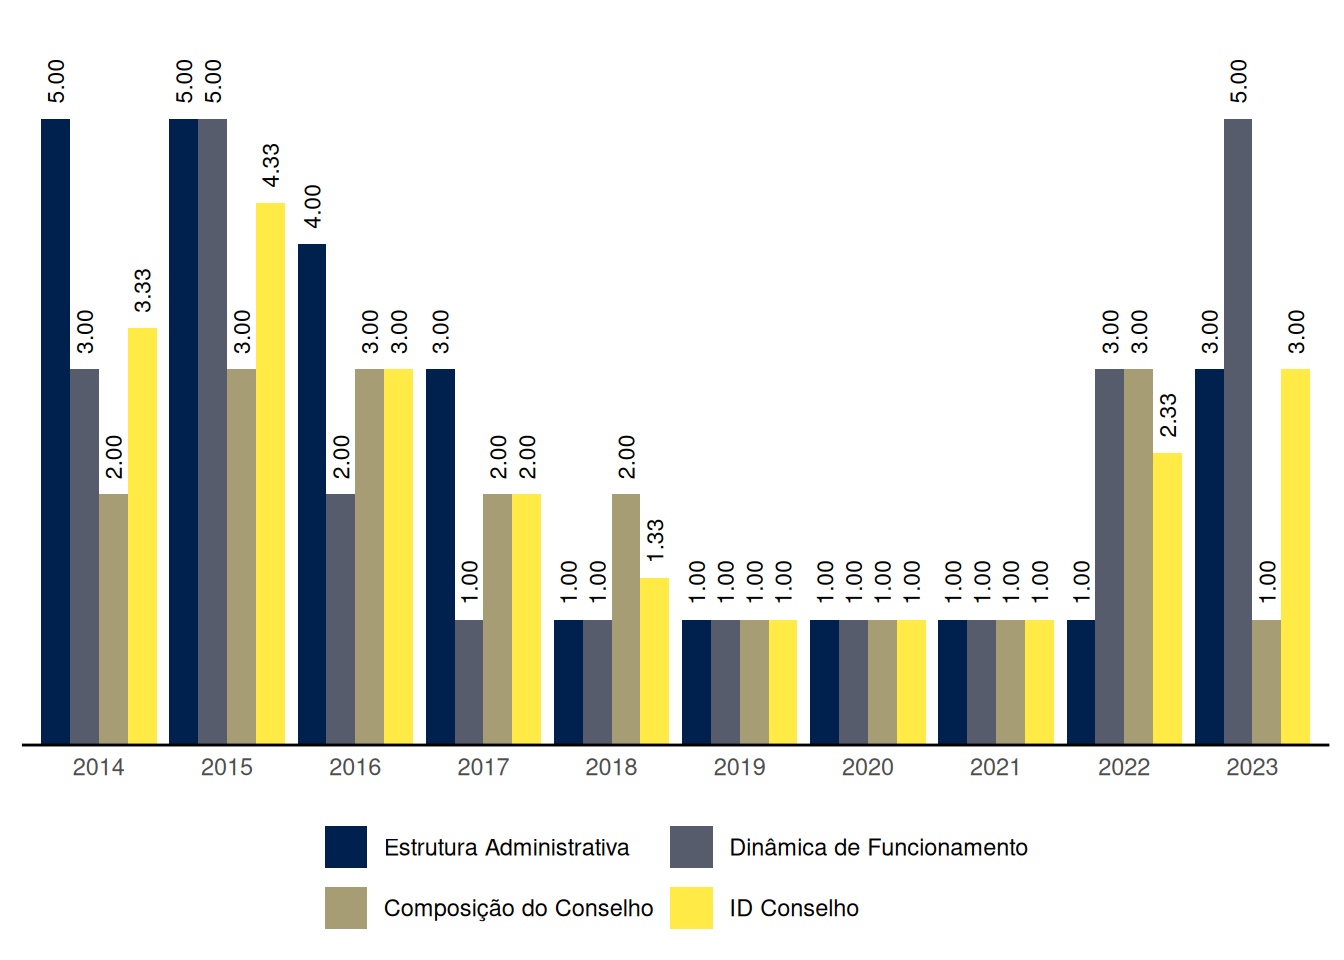 5.00 3.00 2.00 3.33 5.00 5.00 3.00 4.33 4.00 2.00 3.00 3.00 3.00 1.00 2.00 2.00 1.00 1.00 2.00 1.33 1.00 1.00 1.00 1.00 1.00 1.00 1.00 1.00 1.00 1.00 1.00 1.00 1.00 3.00 3.00 2.33 3.00 5.00 1.00 3.00
2014 2015 2016 2017 2018 2019 2020 2021 2022 2023
Estrutura Administrativa Dinâmica de Funcionamento
Composição do Conselho ID Conselho